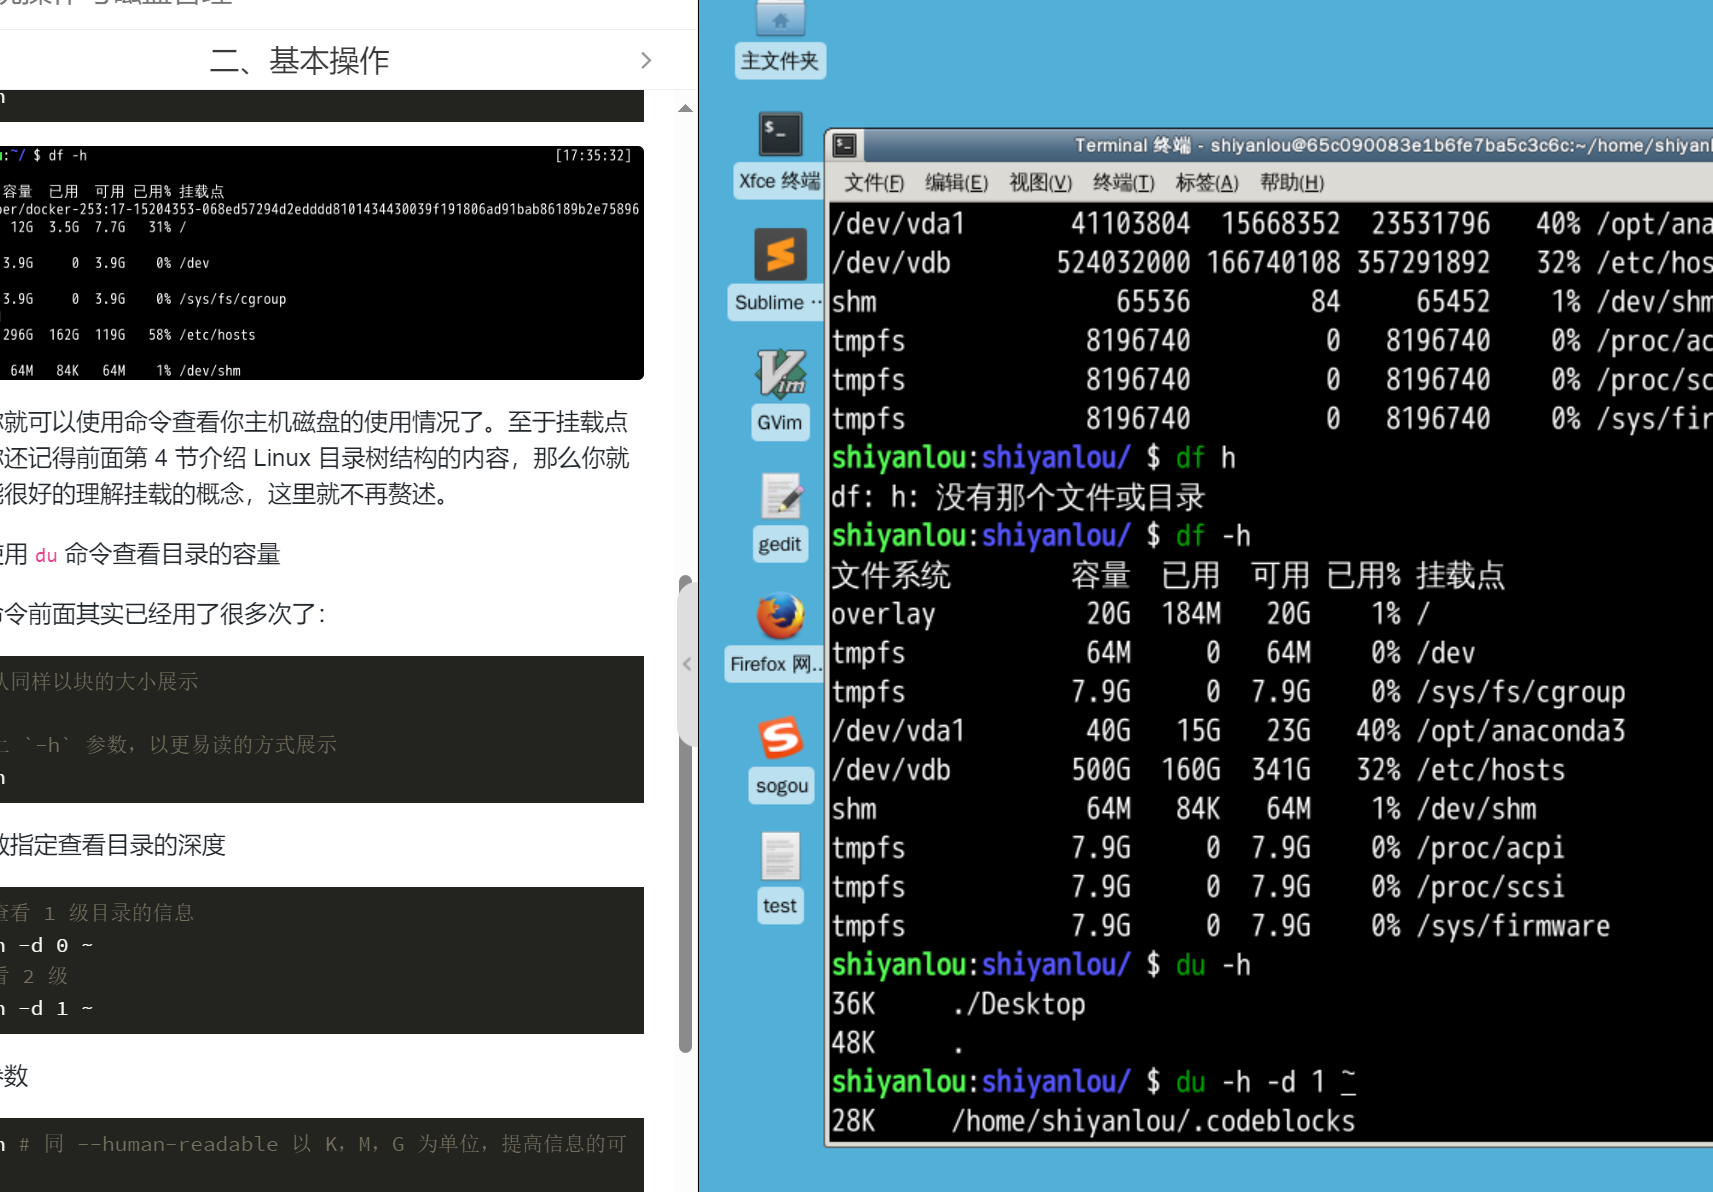 二、基本操作
$ df -h [17:35:32]
容量 已用 可用 已用% 挂载点
per/docker-253:17-15204353-068ed57294d2edddd8101434430039f191806ad91bab86189b2e75896
12G 3.5G 7.7G 31% /
3.9G 0 3.9G 0% /dev
3.9G 0 3.9G 0% /sys/fs/cgroup
296G 162G 119G 58% /etc/hosts
64M 84K 64M 1% /dev/shm
就可以使用命令查看你主机磁盘的使用情况了。至于挂载点
还记得前面第 4 节介绍 Linux 目录树结构的内容，那么你就
很好的理解挂载的概念，这里就不再赘述。
用 du 命令查看目录的容量
令前面其实已经用了很多次了：
同样以块的大小展示
`-h` 参数，以更易读的方式展示
指定查看目录的深度
查看 1 级目录的信息
-d 0 ~
看 2 级
-d 1 ~
参数
# 同 --human-readable 以 K，M，G 为单位，提高信息的可
主文件夹
Xfce 终端
Sublime ··
GVim
gedit
Firefox 网..
sogou
test
Terminal 终端 - shiyanlou@65c090083e1b6fe7ba5c3c6c:~/home/shiyanl
文件(F) 编辑(E) 视图(V) 终端(T) 标签(A) 帮助(H)
/dev/vda1 41103804 15668352 23531796 40% /opt/ana
/dev/vdb 524032000 166740108 357291892 32% /etc/hos
shm 65536 84 65452 1% /dev/shm
tmpfs 8196740 0 8196740 0% /proc/ac
tmpfs 8196740 0 8196740 0% /proc/sc
tmpfs 8196740 0 8196740 0% /sys/fir
shiyanlou:shiyanlou/ $ df h
df: h: 没有那个文件或目录
shiyanlou:shiyanlou/ $ df -h
文件系统 容量 已用 可用 已用% 挂载点
overlay 20G 184M 20G 1% /
tmpfs 64M 0 64M 0% /dev
tmpfs 7.9G 0 7.9G 0% /sys/fs/cgroup
/dev/vda1 40G 15G 23G 40% /opt/anaconda3
/dev/vdb 500G 160G 341G 32% /etc/hosts
shm 64M 84K 64M 1% /dev/shm
tmpfs 7.9G 0 7.9G 0% /proc/acpi
tmpfs 7.9G 0 7.9G 0% /proc/scsi
tmpfs 7.9G 0 7.9G 0% /sys/firmware
shiyanlou:shiyanlou/ $ du -h
36K ./Desktop
48K .
shiyanlou:shiyanlou/ $ du -h -d 1 ~
28K /home/shiyanlou/.codeblocks